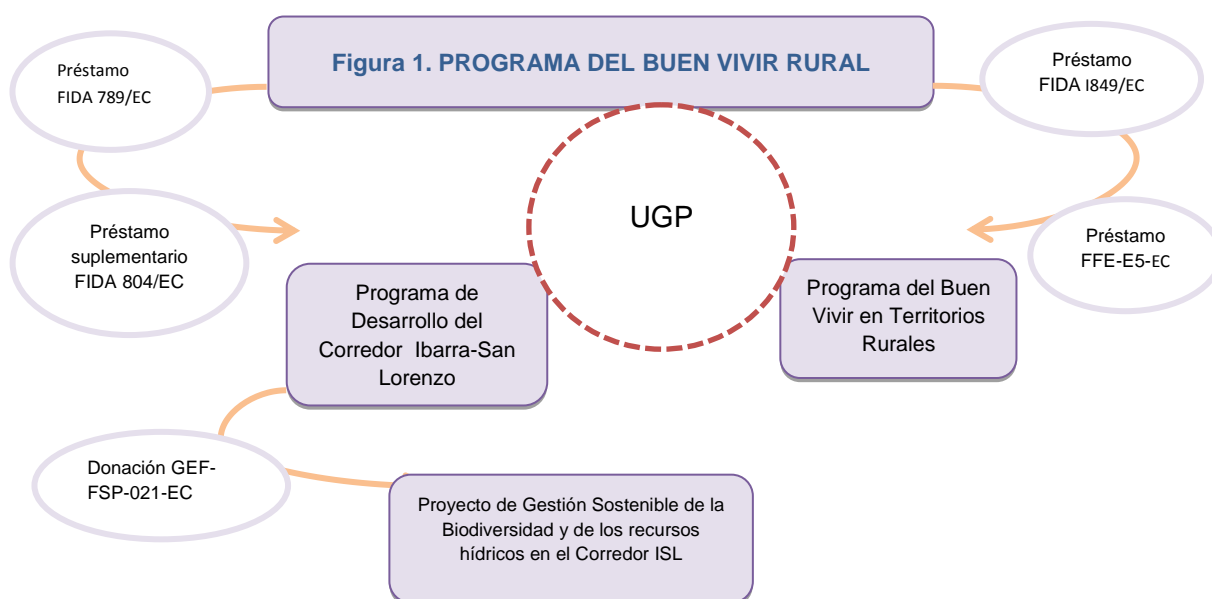 Figura 1. PROGRAMA DEL BUEN VIVIR RURAL
Préstamo
FIDA 789/EC
Préstamo
suplementario
FIDA 804/EC
UGP
Préstamo
FIDA I849/EC
Préstamo
FFE-E5-EC
Programa de
Desarrollo del
Corredor Ibarra-San
Lorenzo
Programa del Buen
Vivir en Territorios
Rurales
Donación GEF-
FSP-021-EC
Proyecto de Gestión Sostenible de la
Biodiversidad y de los recursos
hídricos en el Corredor ISL